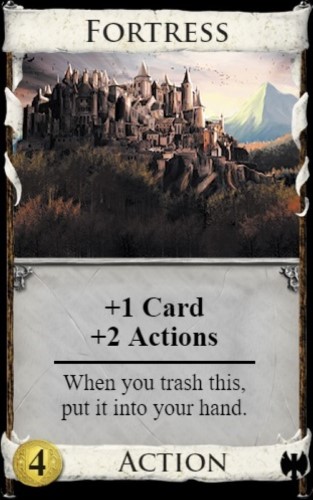 FORTRESS
+1 Card
+2 Actions
When you trash this,
put it into your hand.
4
ACTION